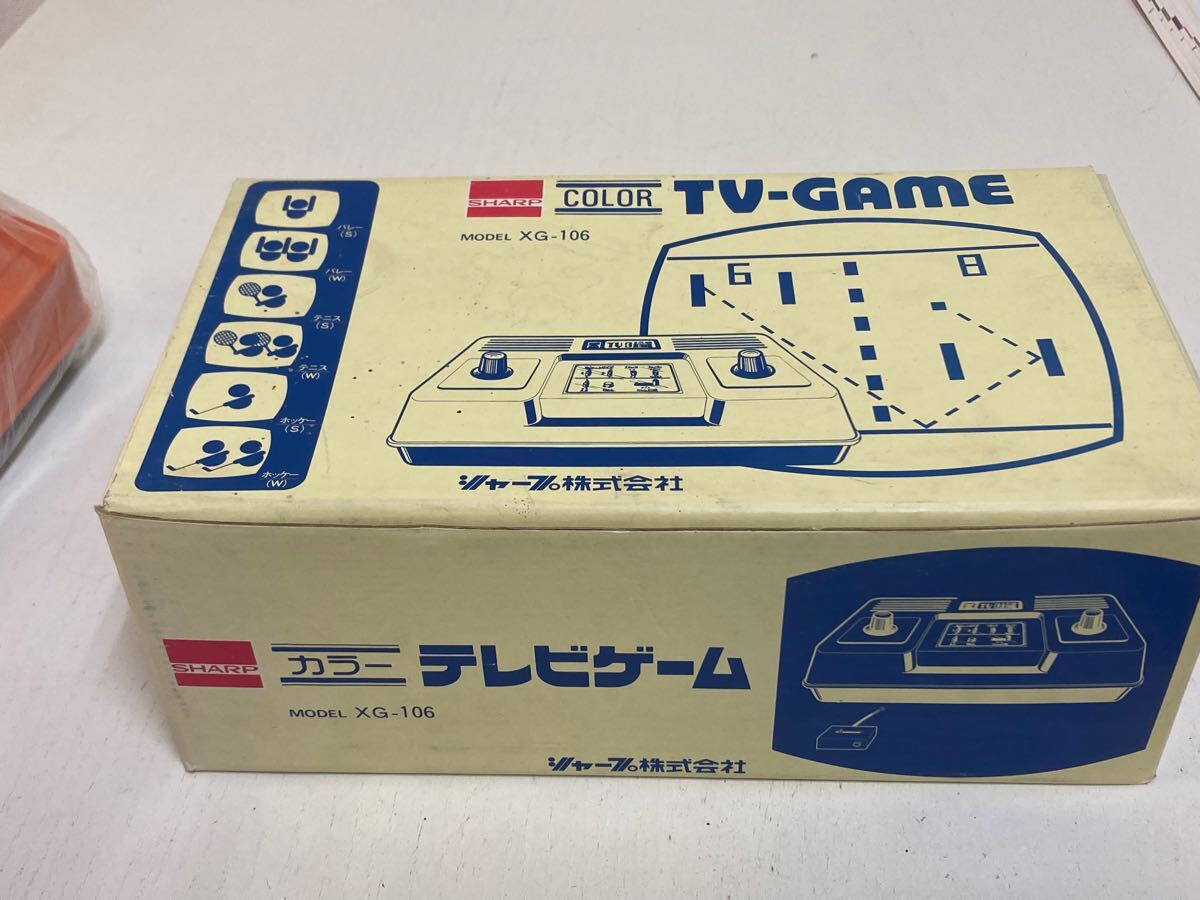 SHARP
COLOR
TV-GAME
MODEL XG-106
バレー
(S)
バレー
(W)
テニス
(S)
テニス
(W)
ホッケー
(S)
ホッケー
(W)
6
8
シャープ株式会社
SHARP
カラー
テレビゲーム
MODEL XG-106
シャープ株式会社